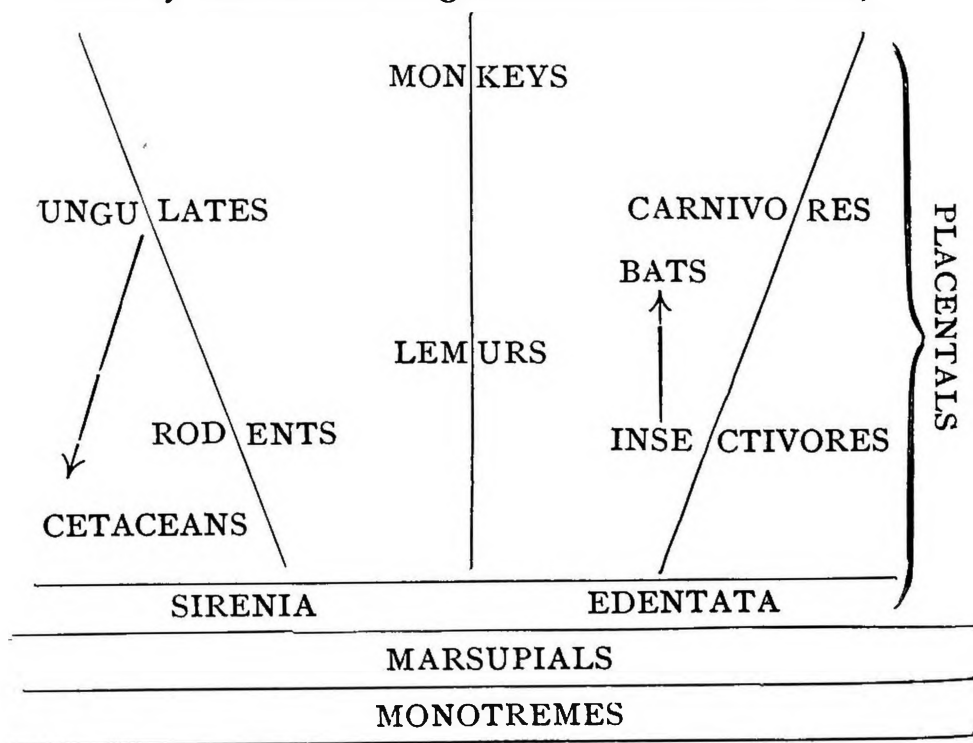 MONKEYS
UNGULATES
CARNIVORES
BATS
LEMURS
RODENTS
INSECTIVORES
CETACEANS
PLACENTALS
SIRENIA
EDENTATA
MARSUPIALS
MONOTREMES